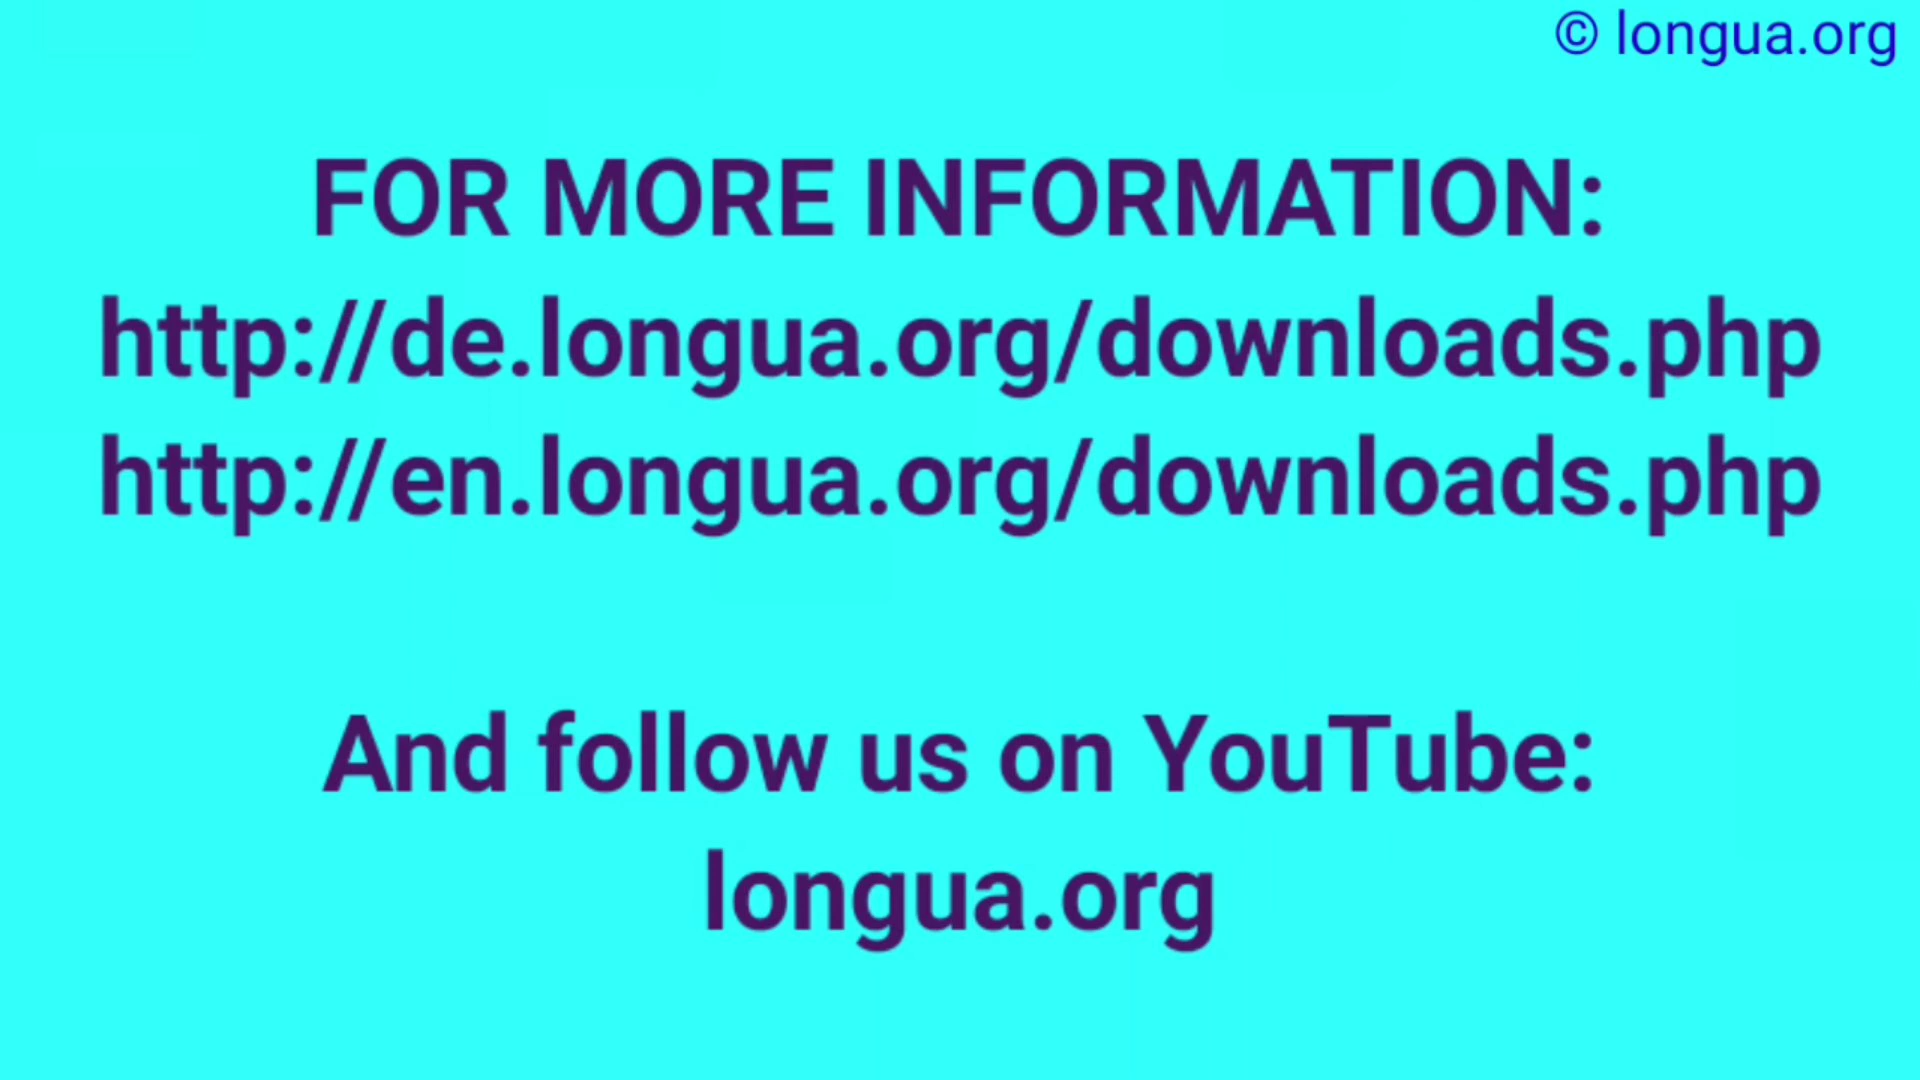 © longua.org
FOR MORE INFORMATION:
http://de.longua.org/downloads.php
http://en.longua.org/downloads.php
And follow us on YouTube:
longua.org